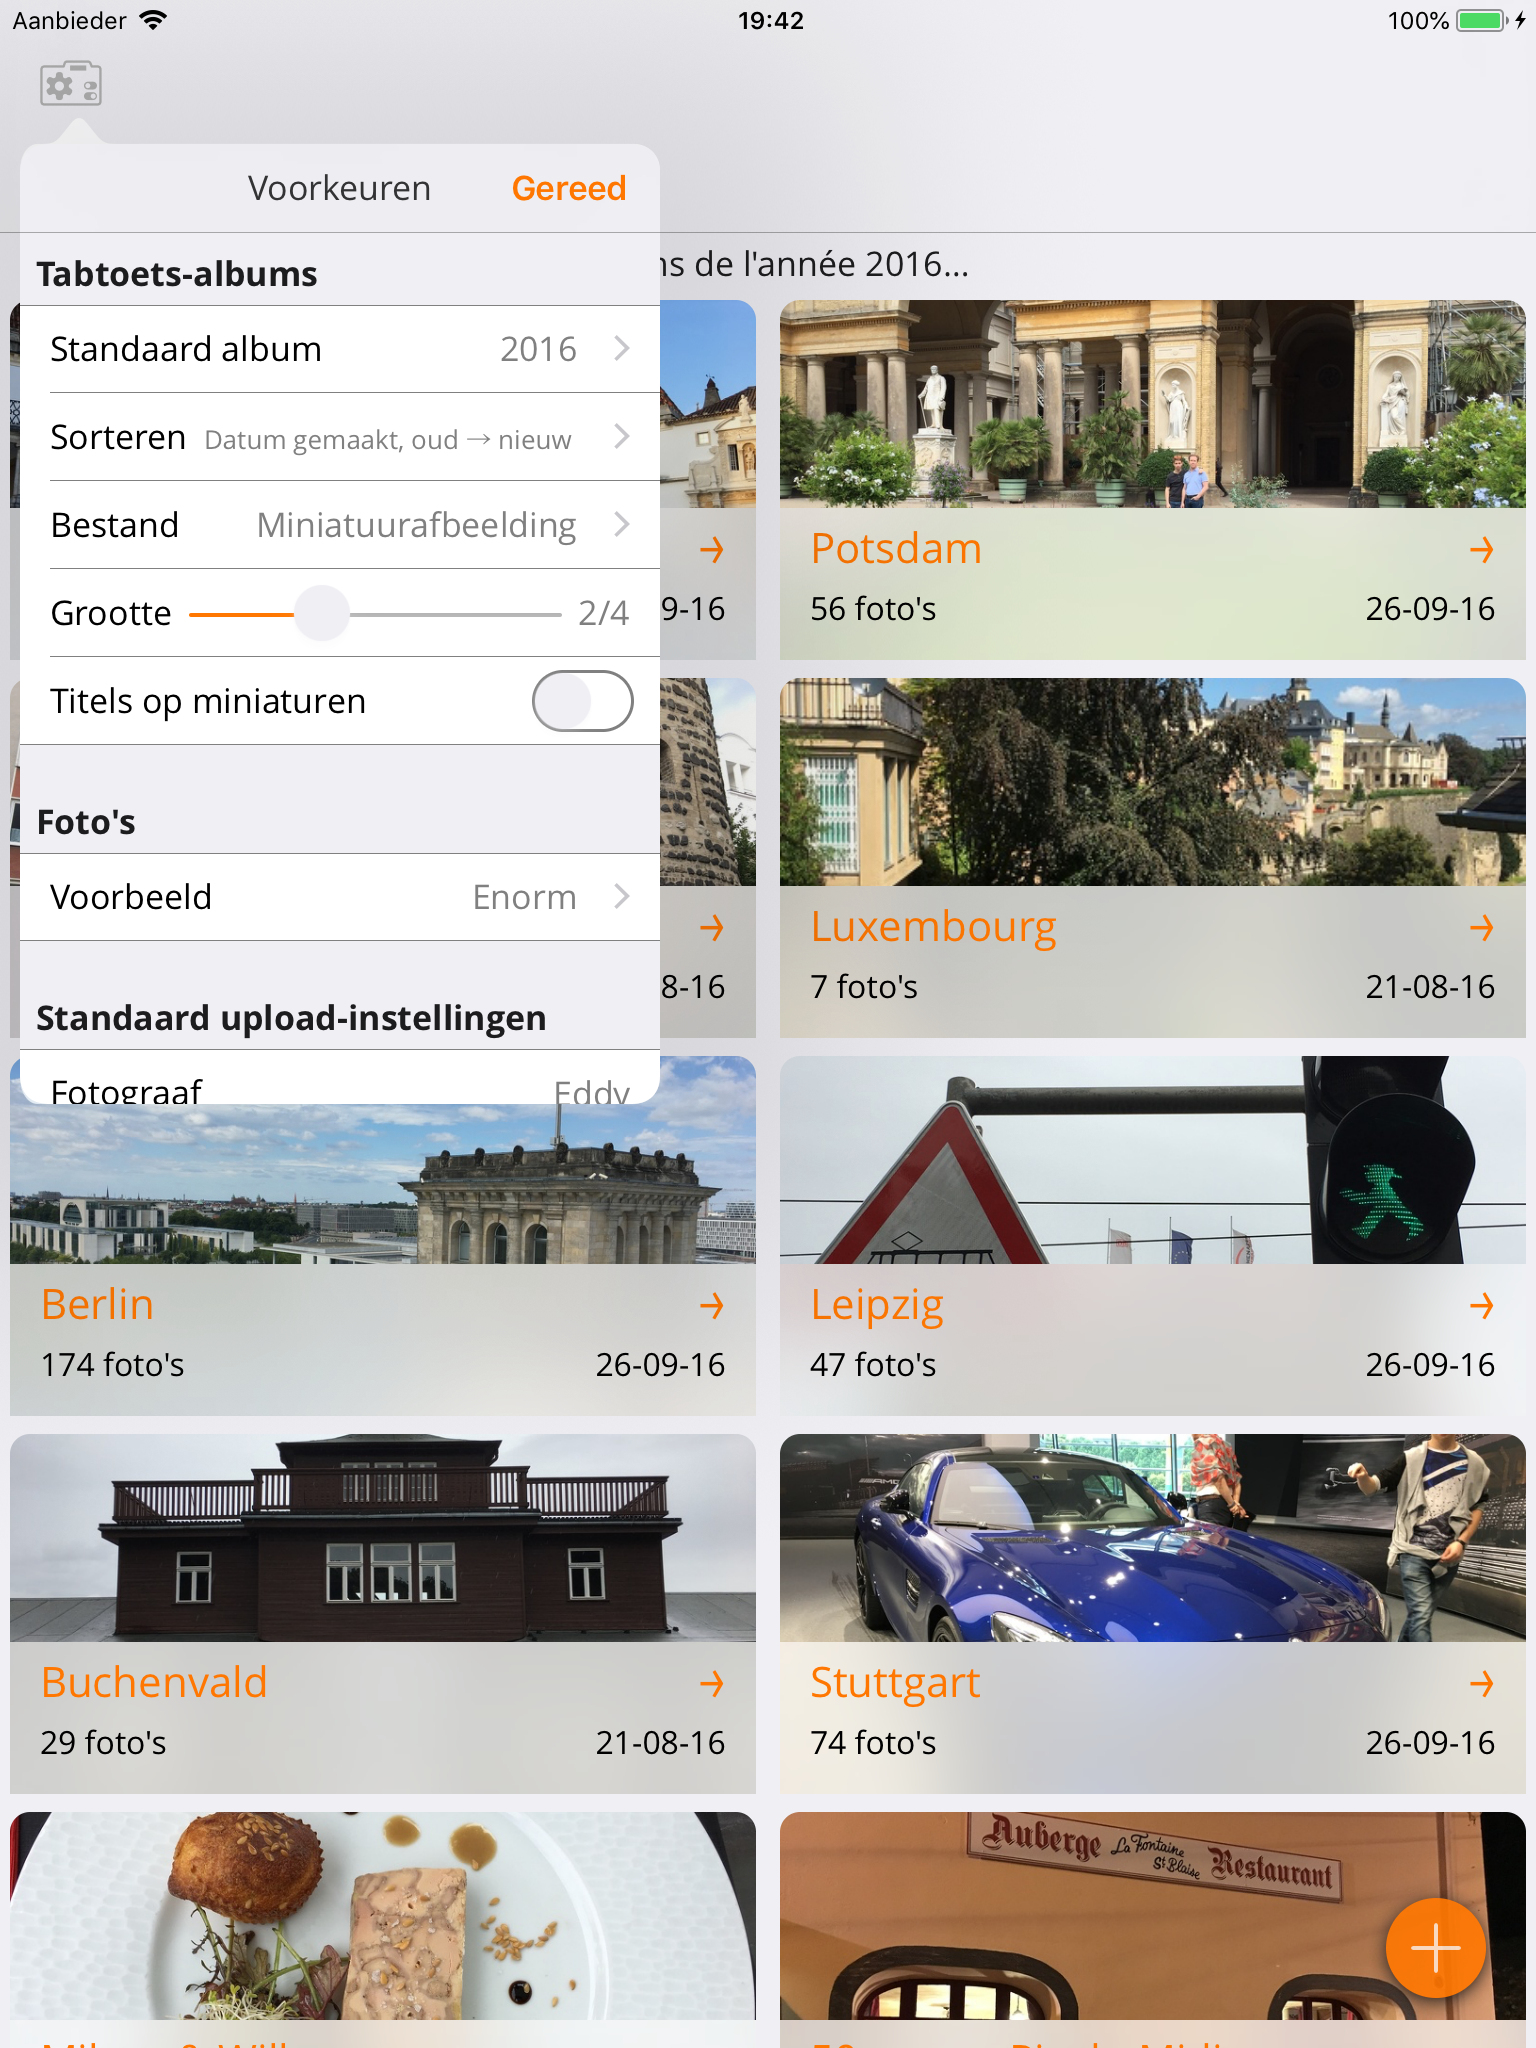 Aanbieder 19:42 100%
Voorkeuren Gereed
Tabtoets-albums
de l'année 2016...
Standaard album 2016
Sorteren Datum gemaakt, oud → nieuw
Bestand Miniatuurafbeelding
Grootte 2/4
Titels op miniaturen
Foto's
Voorbeeld Enorm
Standaard upload-instellingen
Fotograaf Eddy
→
9-16
Potsdam →
56 foto's 26-09-16
→
8-16
Luxembourg →
7 foto's 21-08-16
Berlin →
174 foto's 26-09-16
Leipzig →
47 foto's 26-09-16
Buchenvald →
29 foto's 21-08-16
Stuttgart →
74 foto's 26-09-16
Auberge La Fontaine St Blaise Restaurant